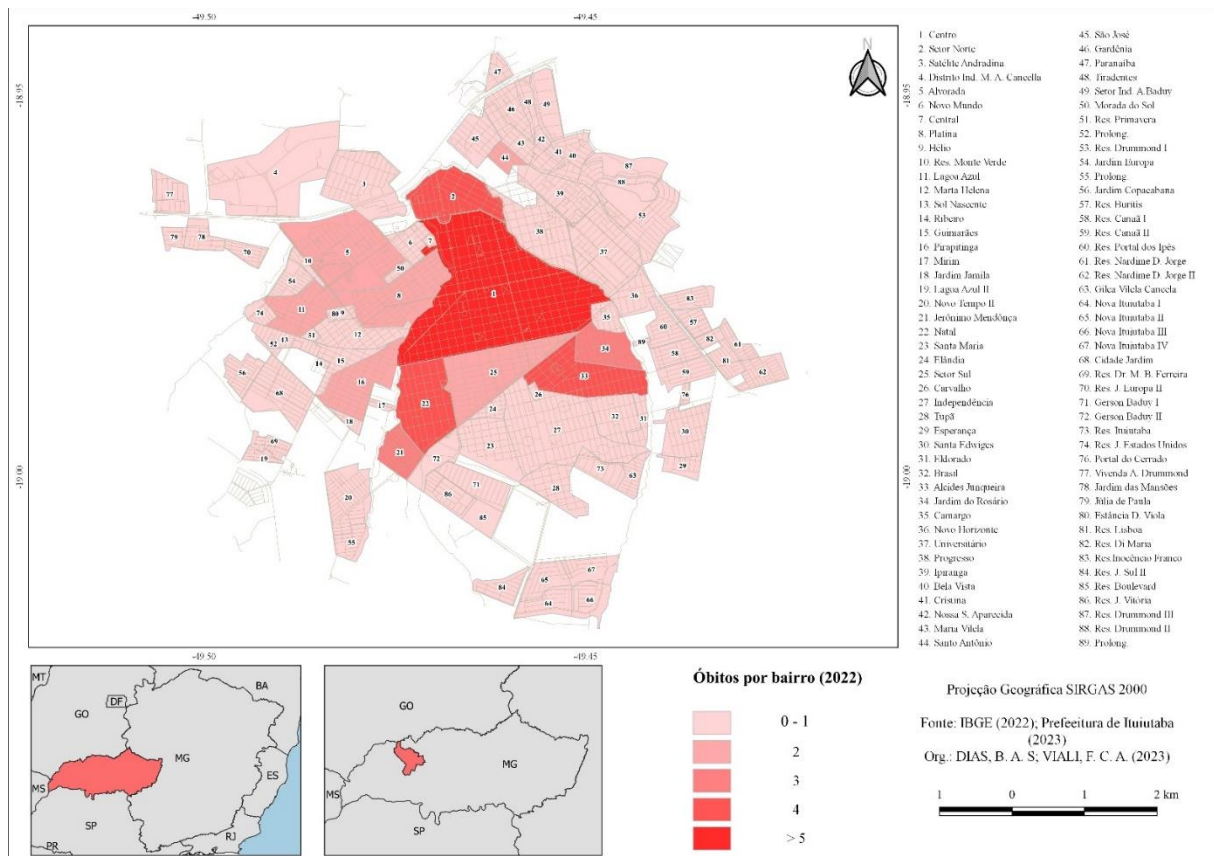 -49.50
-49.45
-18.95
-18.95
-19.00
-19.00
N
1. Centro
2. Setor Norte
3. Satélite Andradina
4. Distrito Ind. M. A. Cancella
5. Alvorada
6. Novo Mundo
7. Central
8. Platina
9. Hélio
10. Res. Monte Verde
11. Lagoa Azul
12. Marta Helena
13. Sol Nascente
14. Ribeiro
15. Guimarães
16. Pirapitinga
17. Mirim
18. Jardim Jamila
19. Lagoa Azul II
20. Novo Tempo II
21. Jerônimo Mendônça
22. Natal
23. Santa Maria
24. Elândia
25. Setor Sul
26. Carvalho
27. Independência
28. Tupã
29. Esperança
30. Santa Edwiges
31. Eldorado
32. Brasil
33. Alcides Junqueira
34. Jardim do Rosário
35. Camargo
36. Novo Horizonte
37. Universitário
38. Progresso
39. Ipiranga
40. Bela Vista
41. Cristina
42. Nossa S. Aparecida
43. Maria Vilela
44. Santo Antônio
45. São José
46. Gardênia
47. Paranaíba
48. Tiradentes
49. Setor Ind. A.Baduy
50. Morada do Sol
51. Res. Primavera
52. Prolong.
53. Res. Drummond I
54. Jardim Europa
55. Prolong.
56. Jardim Copacabana
57. Res. Buritis
58. Res. Canaã I
59. Res. Canaã II
60. Res. Portal dos Ipês
61. Res. Nardime D. Jorge
62. Res. Nardime D. Jorge II
63. Gilca Vilela Cancela
64. Nova Ituiutaba I
65. Nova Ituiutaba II
66. Nova Ituiutaba III
67. Nova Ituiutaba IV
68. Cidade Jardim
69. Res. Dr. M. B. Ferreira
70. Res. J. Europa II
71. Gerson Baduy I
72. Gerson Baduy II
73. Res. Ituiutaba
74. Res. J. Estados Unidos
76. Portal do Cerrado
77. Vivenda A. Drummond
78. Jardim das Mansões
79. Júlia de Paula
80. Estância D. Viola
81. Res. Lisboa
82. Res. Di Maria
83. Res.Inocêncio Franco
84. Res. J. Sul II
85. Res. Boulevard
86. Res. J. Vitória
87. Res. Drummond III
88. Res. Drummond II
89. Prolong.
-49.50
-49.45
MT
GO
DF
BA
MG
ES
MS
SP
RJ
PR
GO
MG
MS
SP
Óbitos por bairro (2022)
0 - 1
2
3
4
> 5
Projeção Geográfica SIRGAS 2000
Fonte: IBGE (2022); Prefeeitura de Ituiutaba
(2023)
Org.: DIAS, B. A. S; VIALI, F. C. A. (2023)
1 0 1 2 km